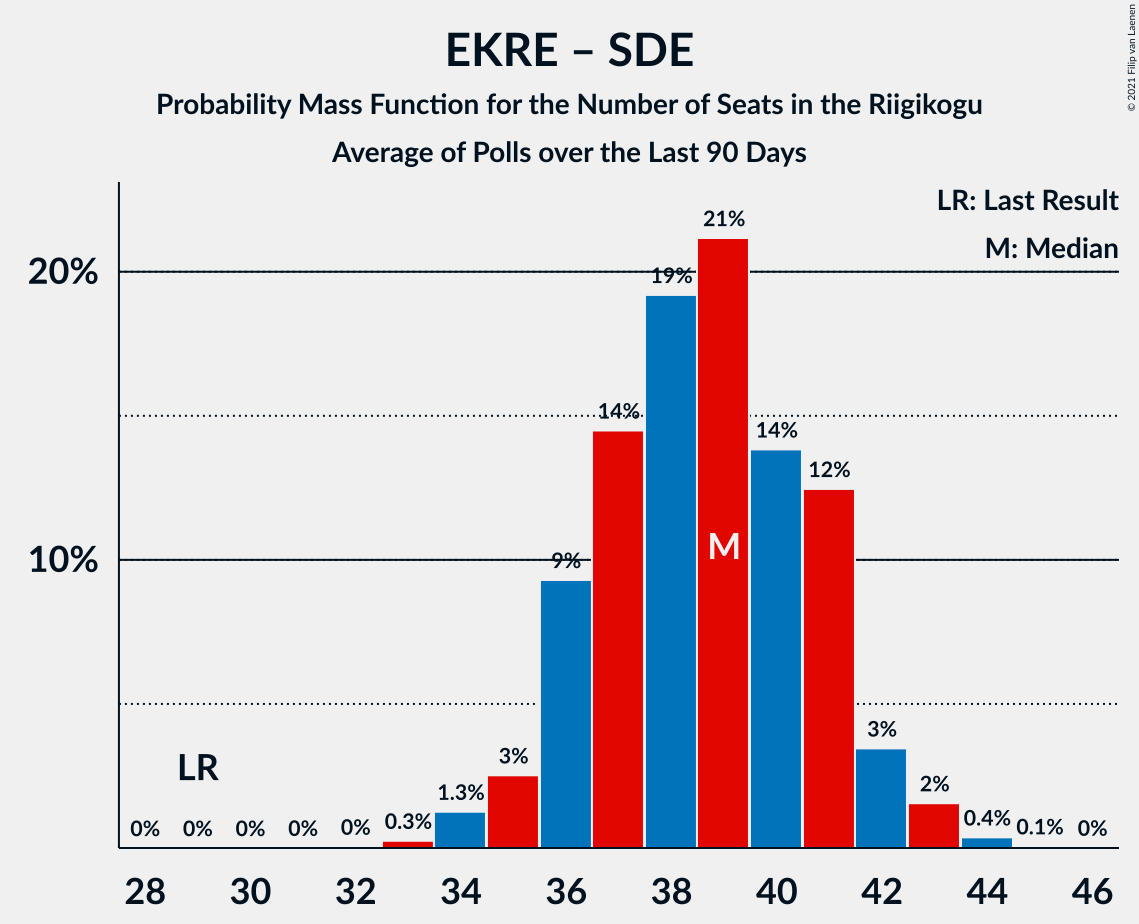 EKRE – SDE
Probability Mass Function for the Number of Seats in the Riigikogu
Average of Polls over the Last 90 Days
© 2021 Filip van Laenen
LR: Last Result
M: Median
20%
10%
0% 0% 0% 0% 0% 0.3% 1.3% 3% 9% 14% 19% 21% 14% 12% 3% 2% 0.4% 0.1% 0%
LR
M
28 30 32 34 36 38 40 42 44 46